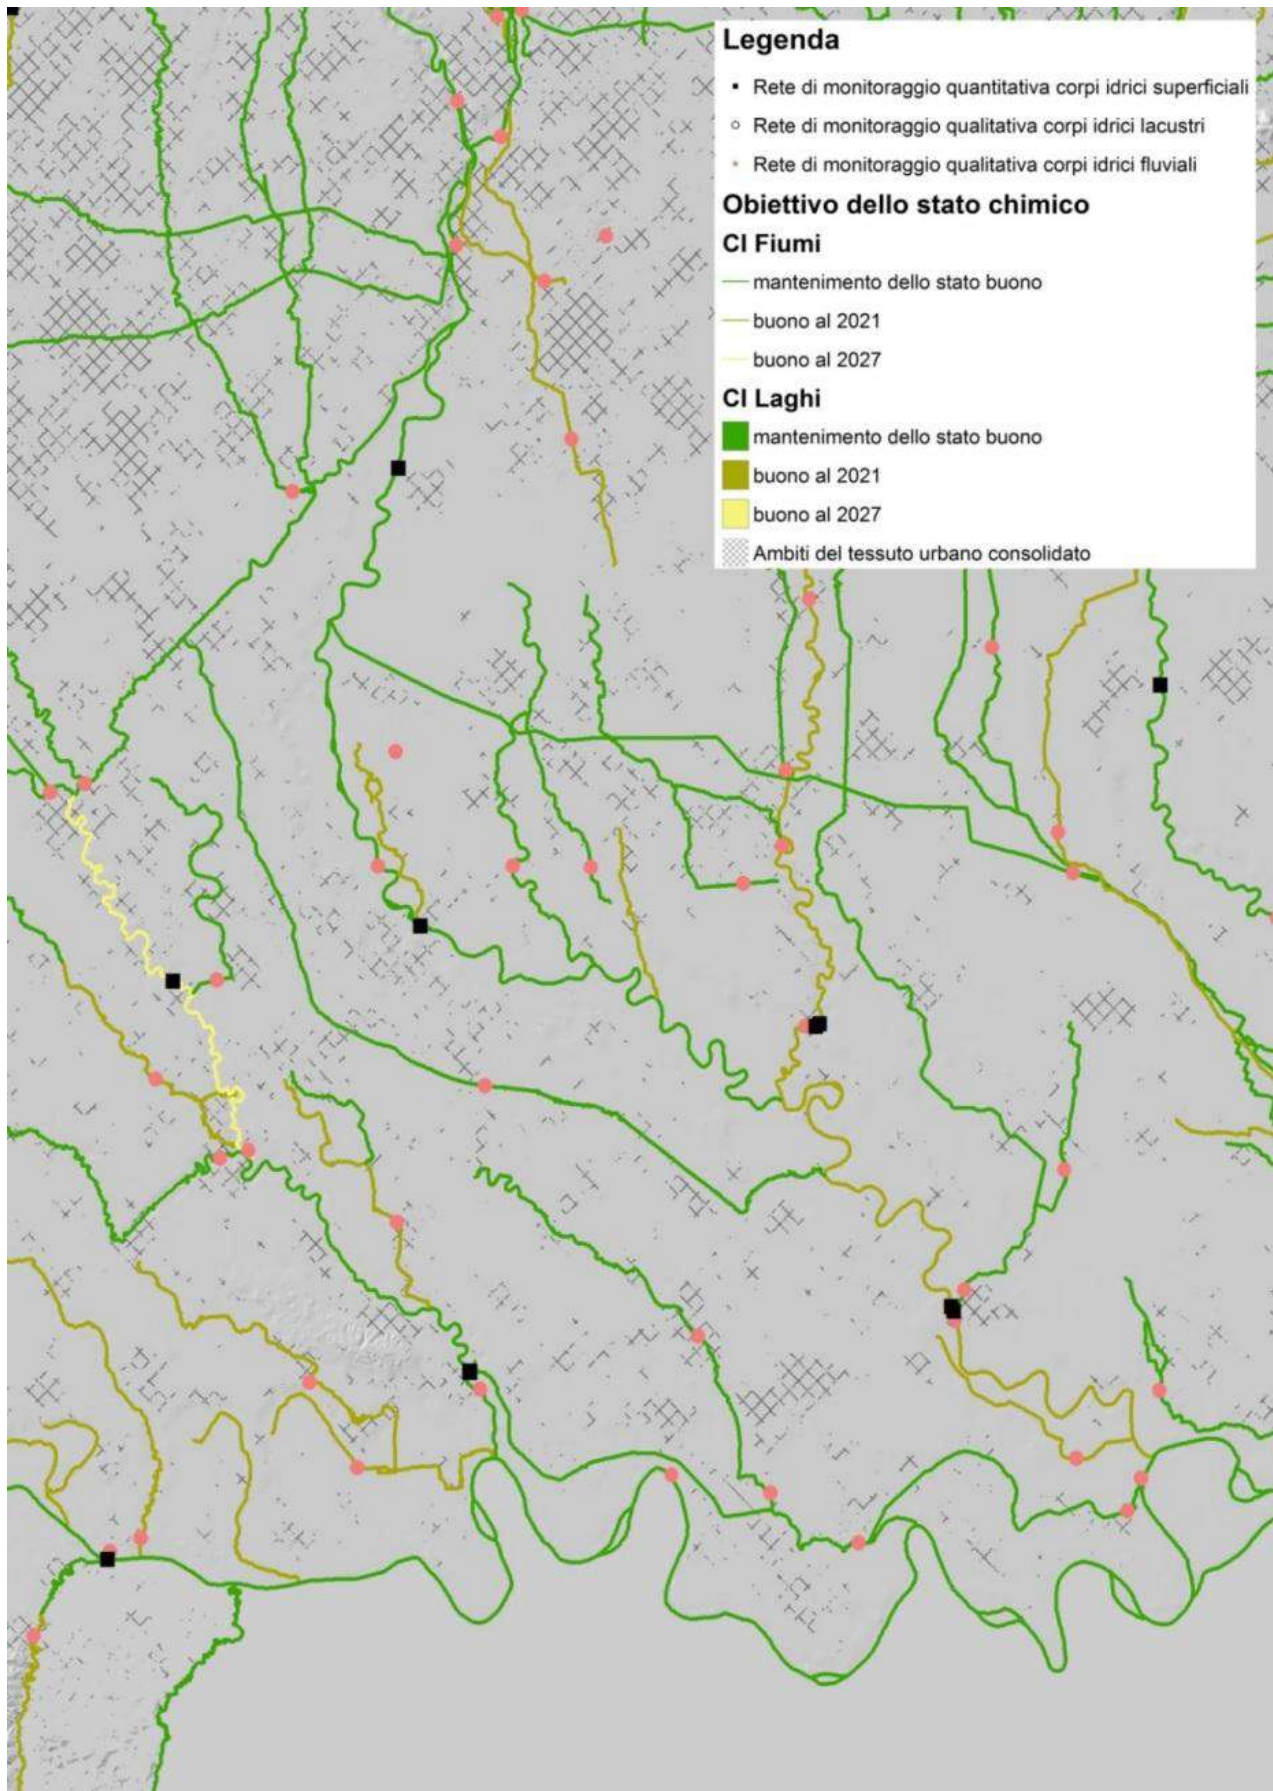 Legenda
Rete di monitoraggio quantitativa corpi idrici superficiali
Rete di monitoraggio qualitativa corpi idrici lacustri
Rete di monitoraggio qualitativa corpi idrici fluviali
Obiettivo dello stato chimico
CI Fiumi
mantenimento dello stato buono
buono al 2021
buono al 2027
CI Laghi
mantenimento dello stato buono
buono al 2021
buono al 2027
Ambiti del tessuto urbano consolidato